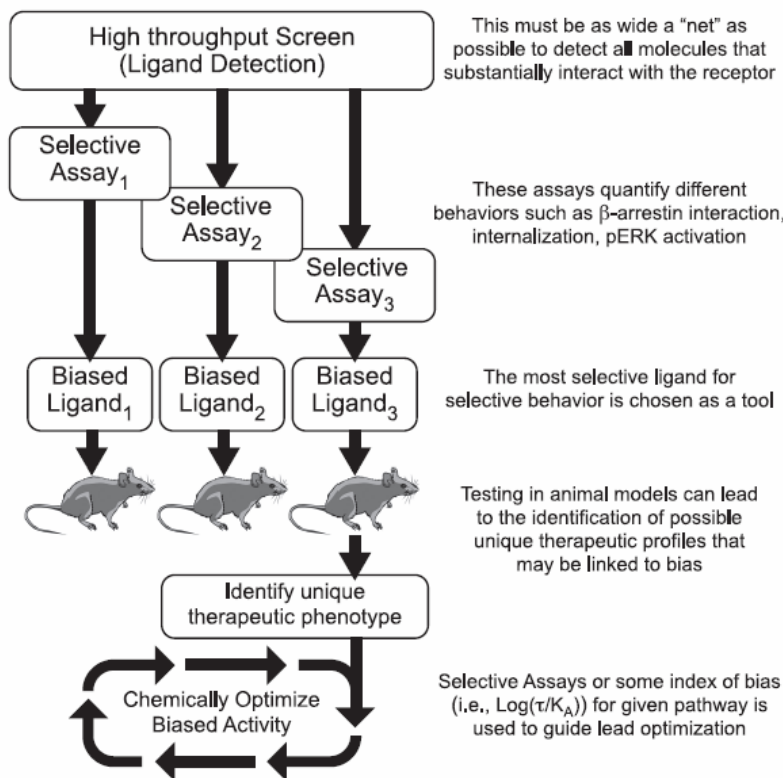 High throughput Screen
(Ligand Detection)
This must be as wide a “net” as
possible to detect all molecules that
substantially interact with the receptor
Selective
Assay1
Selective
Assay2
Selective
Assay3
These assays quantify different
behaviors such as β-arrestin interaction,
internalization, pERK activation
Biased
Ligand1
Biased
Ligand2
Biased
Ligand3
The most selective ligand for
selective behavior is chosen as a tool
Testing in animal models can lead
to the identification of possible
unique therapeutic profiles that
may be linked to bias
Identify unique
therapeutic phenotype
Chemically Optimize
Biased Activity
Selective Assays or some index of bias
(i.e., Log(τ/KA)) for given pathway is
used to guide lead optimization